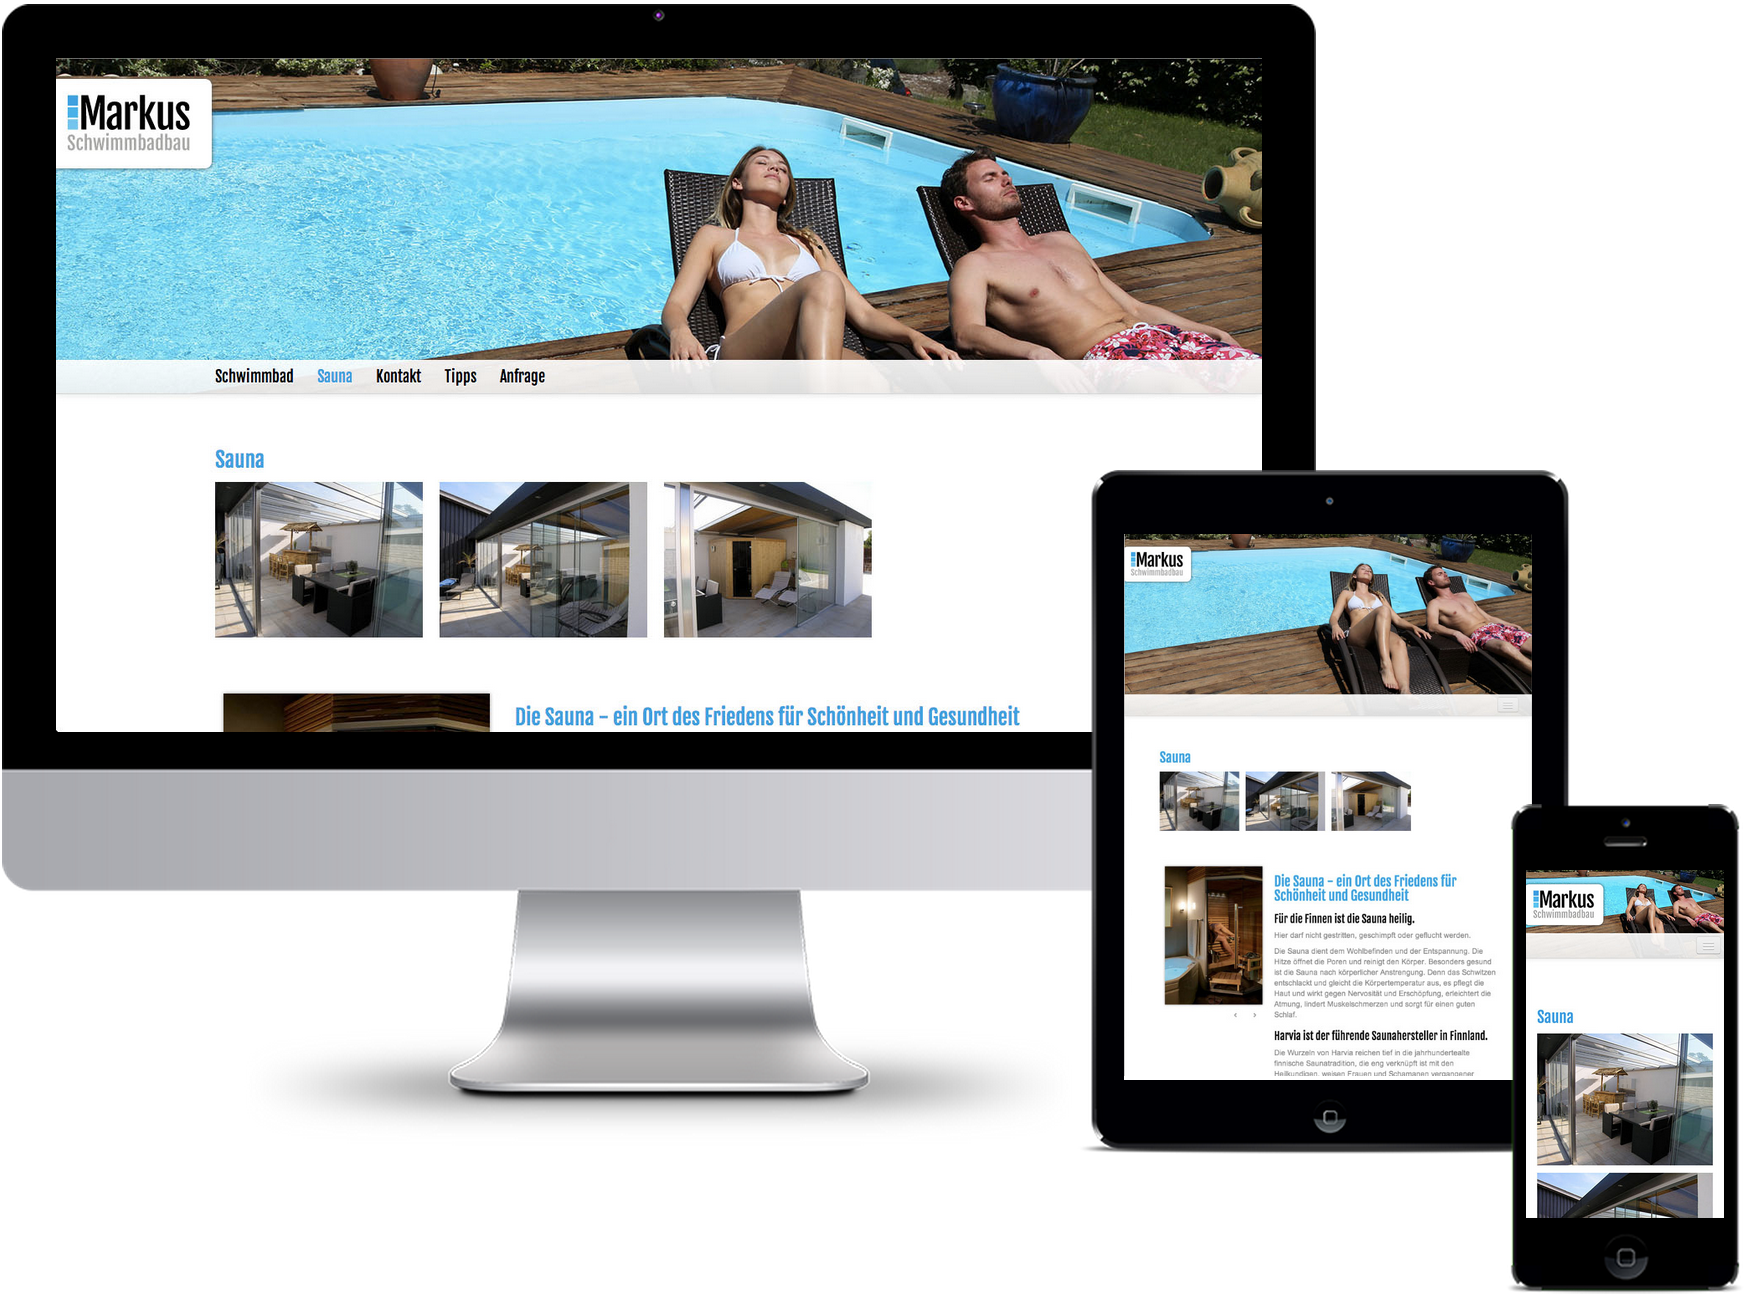 Markus
Schwimmbadbau
Schwimmbad Sauna Kontakt Tipps Anfrage
Sauna
Die Sauna - ein Ort des Friedens für Schönheit und Gesundheit
Markus
Schwimmbadbau
Sauna
Die Sauna - ein Ort des Friedens für
Schönheit und Gesundheit
Für die Finnen ist die Sauna heilig.
Hier darf nicht gestritten, geschimpft oder geflucht werden.
Die Sauna dient dem Wohlbefinden und der Entspannung. Die
Hitze öffnet die Poren und reinigt den Körper. Besonders gesund
ist die Sauna nach körperlicher Anstrengung. Denn das Schwitzen
entschlackt und gleicht die Körpertemperatur aus, es pflegt die
Haut und wirkt gegen Nervosität und Erschöpfung, erleichtert die
Atmung, lindert Muskelschmerzen und sorgt für einen guten
Schlaf.
Harvia ist der führende Saunahersteller in Finnland.
Die Wurzeln von Harvia reichen tief in die jahrhundertealte
finnische Saunatradition, die eng verknüpft ist mit den
Heilkundigen, weisen Frauen und Schamanen vergangener
Markus
Schwimmbadbau
Sauna